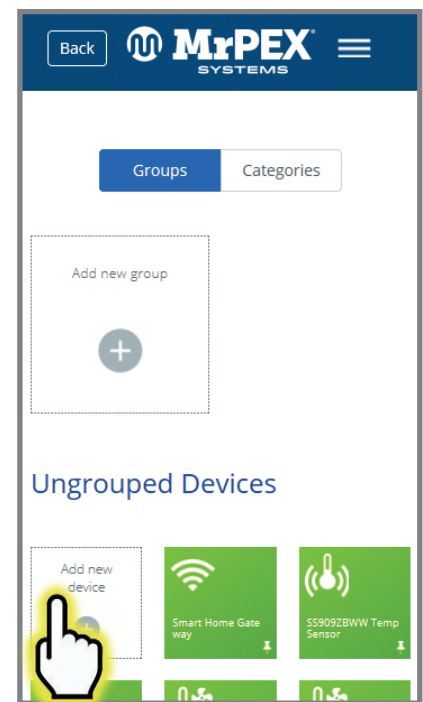 Back
MrPEX
SYSTEMS
Groups
Categories
Add new group
Ungrouped Devices
Add new
device
Smart Home Gate
way
SS909ZBWW Temp
Sensor